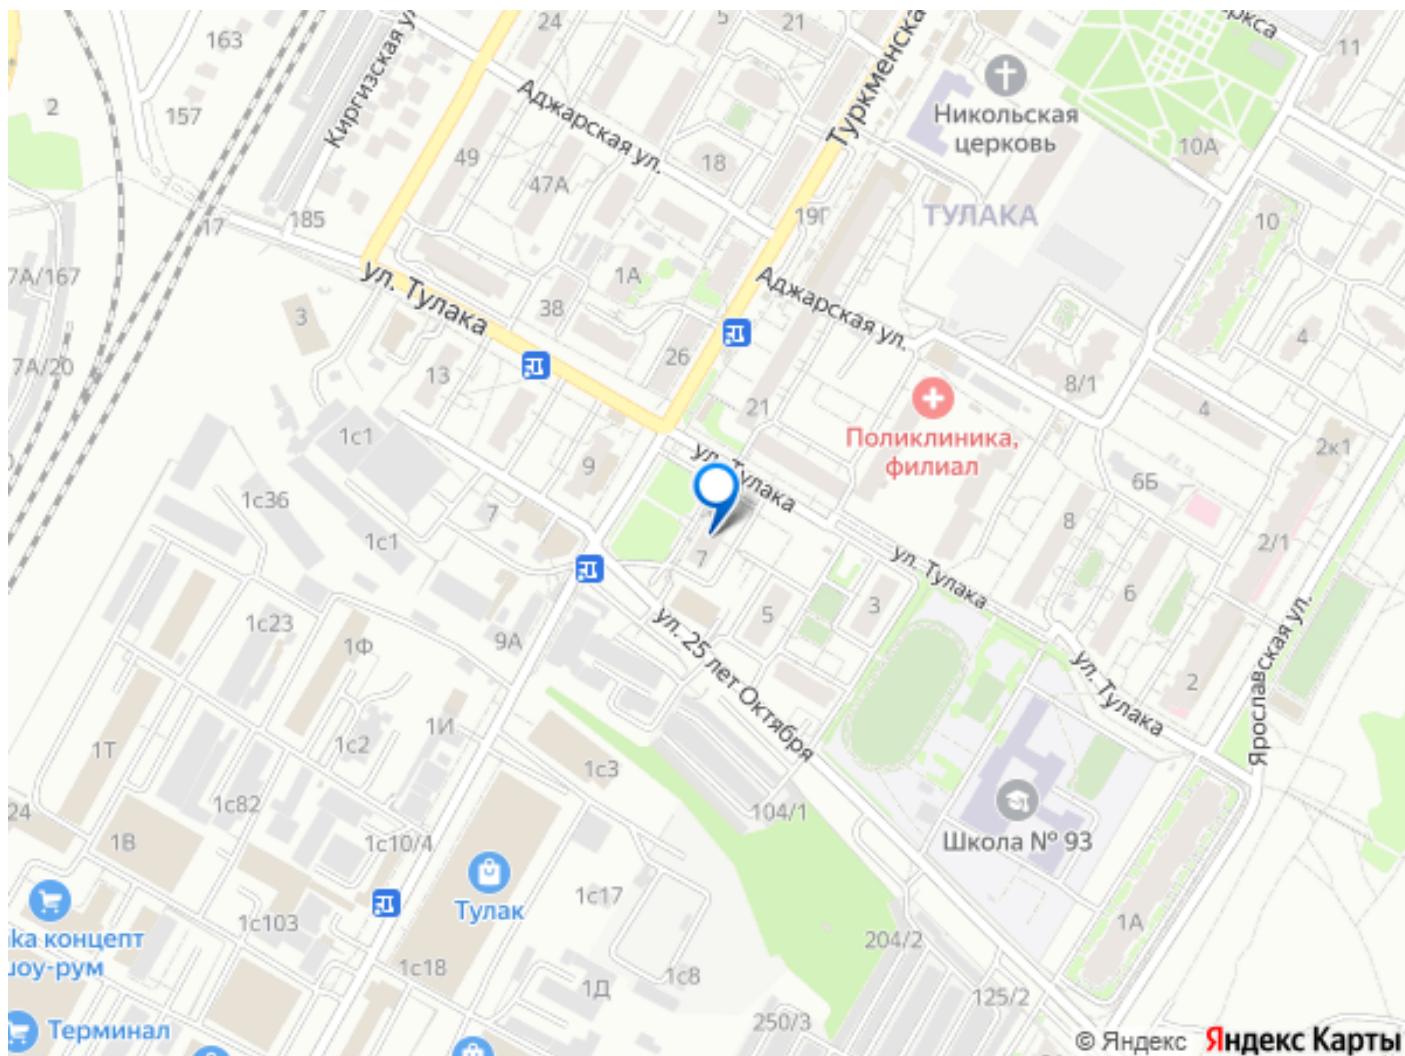 24
5
21
11
163
Киргизская ул
2
157
Аджарская ул.
Туркменска
Никольская
церковь
10А
49
47А
18
19Г
ТУЛАКА
10
185
17
7А/167
ул. Тулака
1А
Аджарская ул.
3
38
26
4
7А/20
13
8/1
21
4
1с1
Поликлиника,
филиал
2к1
9
ул. Тулака
6Б
1с36
7
8
1с1
7
2/1
ул. Тулака
3
6
5
1с23
1Ф
9А
ул. 25 лет Октября
Ярославская ул.
2
ул. Тулака
1И
1Т
1с2
1с3
1с82
104/1
24
1В
1с10/4
Школа № 93
Тулак
1с17
1с103
1А
ka концепт
шоу-рум
204/2
1с18
1с8
1Д
125/2
250/3
Терминал
© Яндекс Яндекс Карты